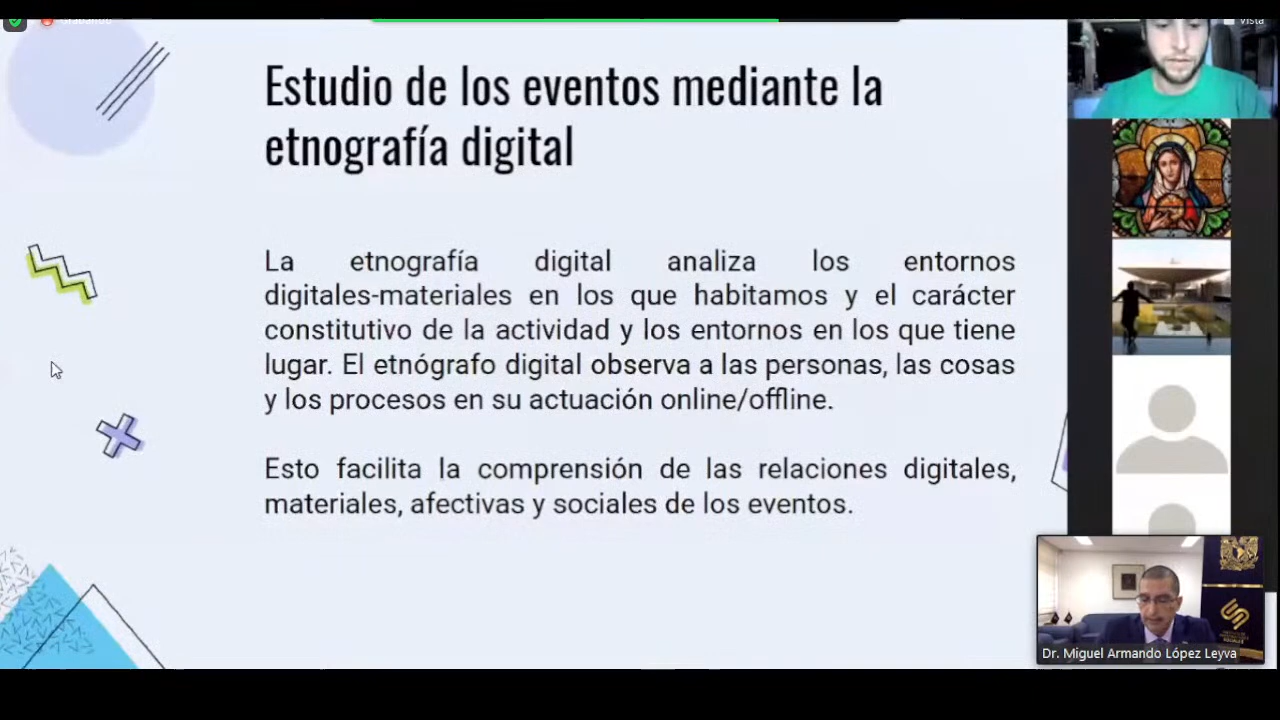 Grabando
Vista
Estudio de los eventos mediante la
etnografía digital
La etnografía digital analiza los entornos
digitales-materiales en los que habitamos y el carácter
constitutivo de la actividad y los entornos en los que tiene
lugar. El etnógrafo digital observa a las personas, las cosas
y los procesos en su actuación online/offline.
Esto facilita la comprensión de las relaciones digitales,
materiales, afectivas y sociales de los eventos.
Dr. Miguel Armando López Leyva